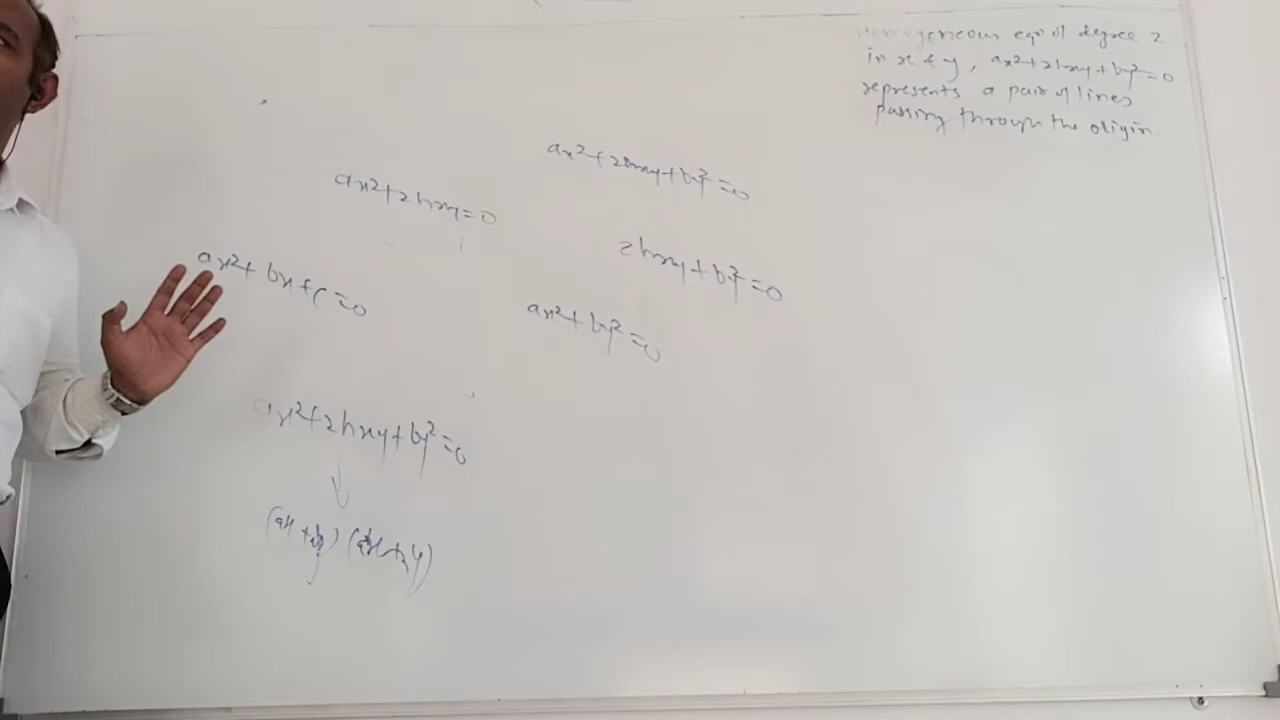 Homogeneous eqn of degree 2
in x & y, ax²+2hxy+by²=0
represents a pair of lines
passing through the origin.
ax²+2hxy+by²=0
ax²+2hxy=0
2hxy+by²=0
ax²+bx+c=0
ax²+by²=0
ax²+2hxy+by²=0